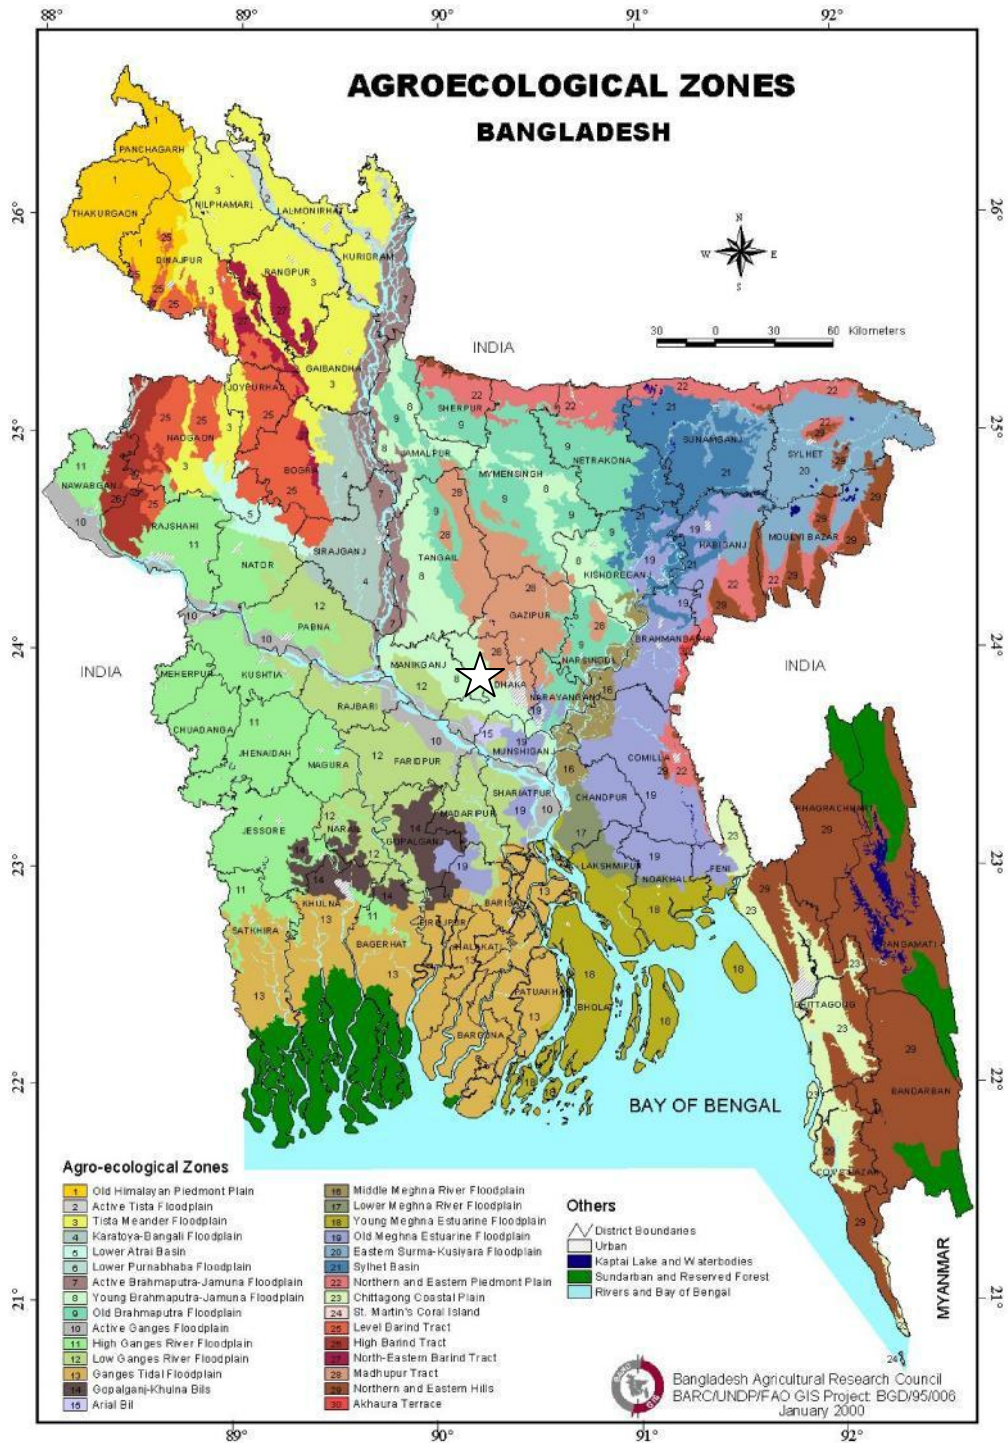 88° 89° 90° 91° 92°
AGROECOLOGICAL ZONES
BANGLADESH
N
W E
S
30 0 30 60 Kilometers
26° 26°
25° 25°
24° 24°
23° 23°
22° 22°
21° 21°
INDIA
INDIA
INDIA
PANCHAGARH
THAKURGAON
NILPHAMARI
LALMONIRHAT
DINAJPUR
RANGPUR
KURIGRAM
GAIBANDHA
JOYPURHAT
NAOGAON
BOGRA
NAWABGANJ
RAJSHAHI
NATOR
SIRAJGANJ
PABNA
SHERPUR
JAMALPUR
MYMENSINGH
NETRAKONA
SUNAMGANJ
SYLHET
MOULVI BAZAR
HABIGANJ
KISHOREGANJ
TANGAIL
GAZIPUR
NARSINGDI
MANIKGANJ
DHAKA
NARAYANGANJ
MUNSHIGANJ
MEHERPUR
KUSHTIA
CHUADANGA
JHENAIDAH
MAGURA
RAJBARI
FARIDPUR
SHARIATPUR
MADARIPUR
GOPALGANJ
JESSORE
COMILLA
CHANDPUR
LAKSHMIPUR
NOAKHALI
FENI
KHULNA
SATKHIRA
BAGERHAT
BARGUNA
BHOLA
KHAGRACHHARI
BANDARBAN
BAY OF BENGAL
MYANMAR
Agro-ecological Zones
1 Old Himalayan Piedmont Plain
2 Active Tista Floodplain
3 Tista Meander Floodplain
4 Karatoya-Bangali Floodplain
5 Lower Atrai Basin
6 Lower Purnabhaba Floodplain
7 Active Brahmaputra-Jamuna Floodplain
8 Young Brahmaputra-Jamuna Floodplain
9 Old Brahmaputra Floodplain
10 Active Ganges Floodplain
11 High Ganges River Floodplain
12 Low Ganges River Floodplain
13 Ganges Tidal Floodplain
14 Gopalganj-Khulna Bils
15 Arial Bil
16 Middle Meghna River Floodplain
17 Lower Meghna River Floodplain
18 Young Meghna Estuarine Floodplain
19 Old Meghna Estuarine Floodplain
20 Eastern Surma-Kusiyara Floodplain
21 Sylhet Basin
22 Northern and Eastern Piedmont Plain
23 Chittagong Coastal Plain
24 St. Martin's Coral Island
25 Level Barind Tract
26 High Barind Tract
27 North-Eastern Barind Tract
28 Madhupur Tract
29 Northern and Eastern Hills
30 Akhaura Terrace
Others
District Boundaries
Urban
Kaptai Lake and Waterbodies
Sundarban and Reserved Forest
Rivers and Bay of Bengal
BARC
GIS
Bangladesh Agricultural Research Council
BARC/UNDP/FAO GIS Project: BGD/95/006
January 2000
89° 90° 91° 92°